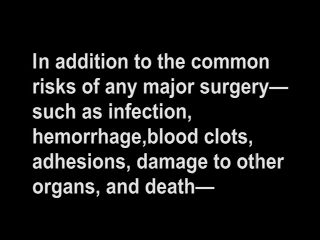 In addition to the common
risks of any major surgery—
such as infection,
hemorrhage,blood clots,
adhesions, damage to other
organs, and death—